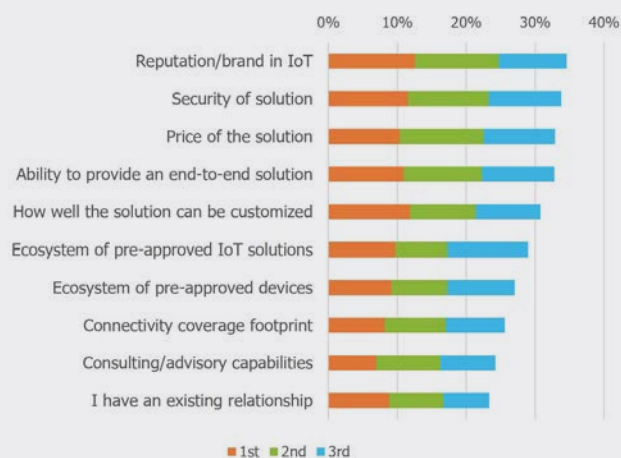 0% 10% 20% 30% 40%
Reputation/brand in IoT
Security of solution
Price of the solution
Ability to provide an end-to-end solution
How well the solution can be customized
Ecosystem of pre-approved IoT solutions
Ecosystem of pre-approved devices
Connectivity coverage footprint
Consulting/advisory capabilities
I have an existing relationship
1st 2nd 3rd